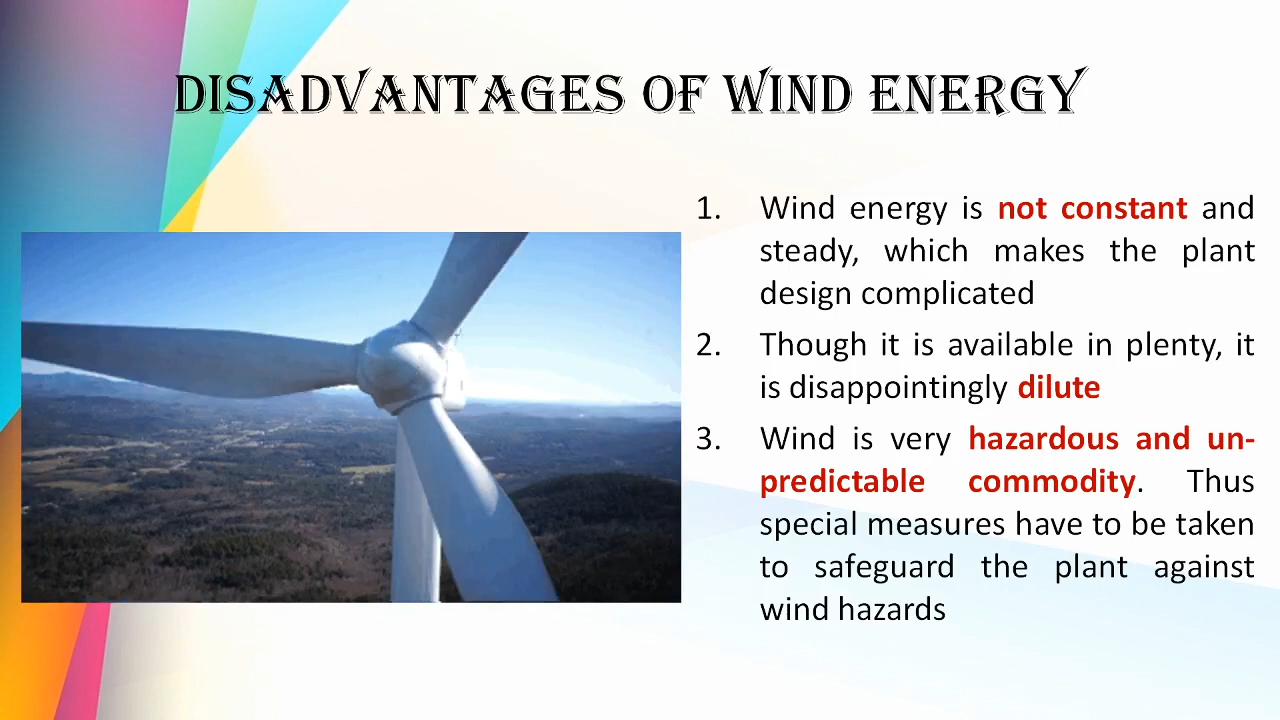 DISADVANTAGES OF WIND ENERGY
1. Wind energy is not constant and
steady, which makes the plant
design complicated
2. Though it is available in plenty, it
is disappointingly dilute
3. Wind is very hazardous and un-
predictable commodity. Thus
special measures have to be taken
to safeguard the plant against
wind hazards